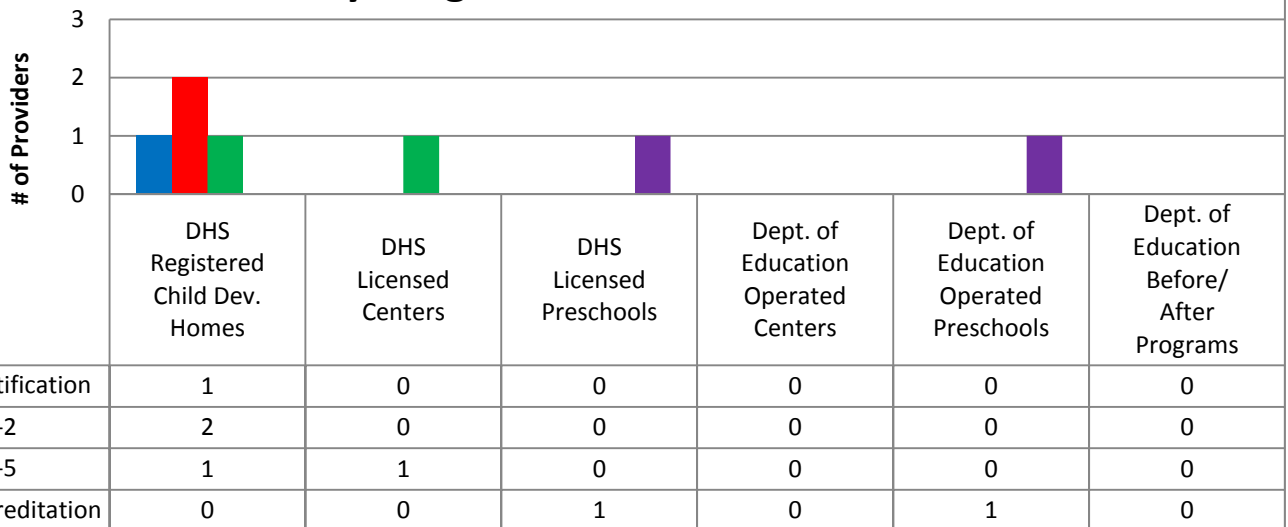 3
2
1
0
# of Providers
DHS
Registered
Child Dev.
Homes
DHS
Licensed
Centers
DHS
Licensed
Preschools
Dept. of
Education
Operated
Centers
Dept. of
Education
Operated
Preschools
Dept. of
Education
Before/
After
Programs
tification 1 0 0 0 0 0
-2 2 0 0 0 0 0
-5 1 1 0 0 0 0
reditation 0 0 1 0 1 0